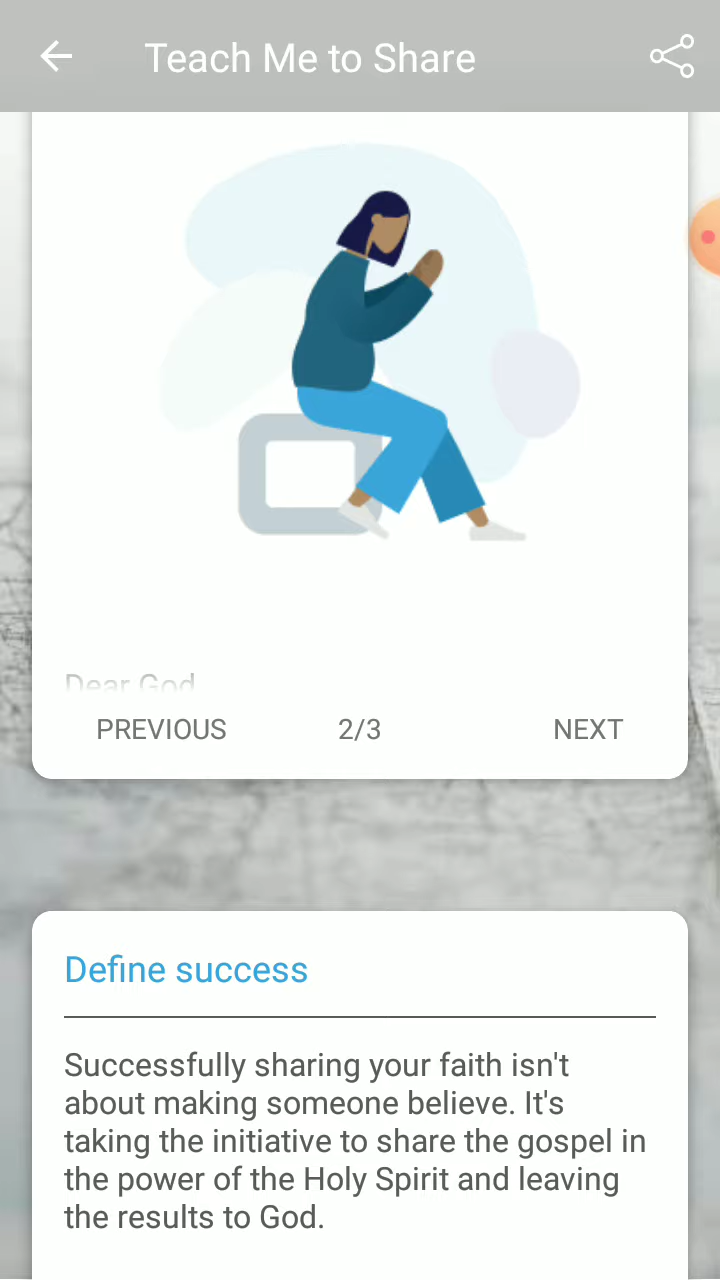 Teach Me to Share
Dear God
PREVIOUS 2/3 NEXT
Define success
Successfully sharing your faith isn't
about making someone believe. It's
taking the initiative to share the gospel in
the power of the Holy Spirit and leaving
the results to God.